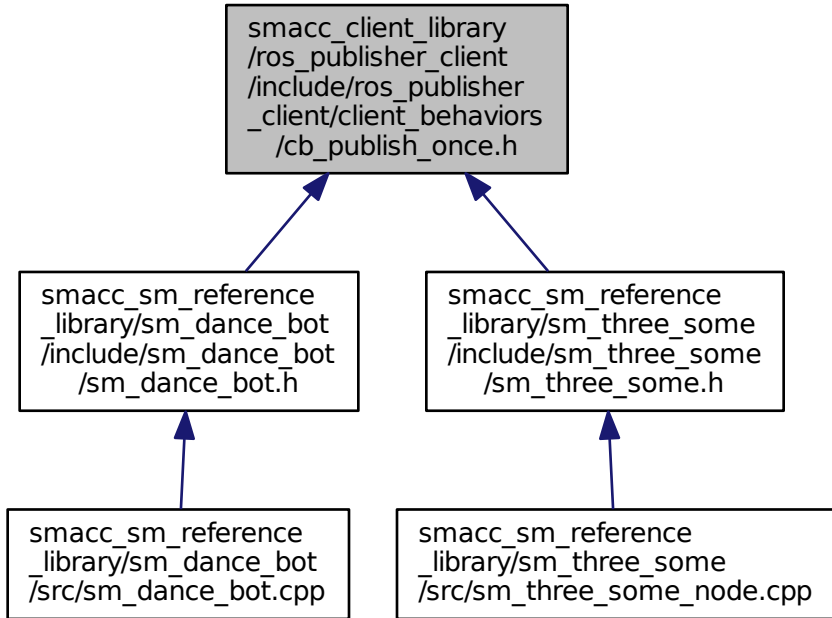 smacc_client_library
/ros_publisher_client
/include/ros_publisher
_client/client_behaviors
/cb_publish_once.h
smacc_sm_reference
_library/sm_dance_bot
/include/sm_dance_bot
/sm_dance_bot.h
smacc_sm_reference
_library/sm_three_some
/include/sm_three_some
/sm_three_some.h
smacc_sm_reference
_library/sm_dance_bot
/src/sm_dance_bot.cpp
smacc_sm_reference
_library/sm_three_some
/src/sm_three_some_node.cpp